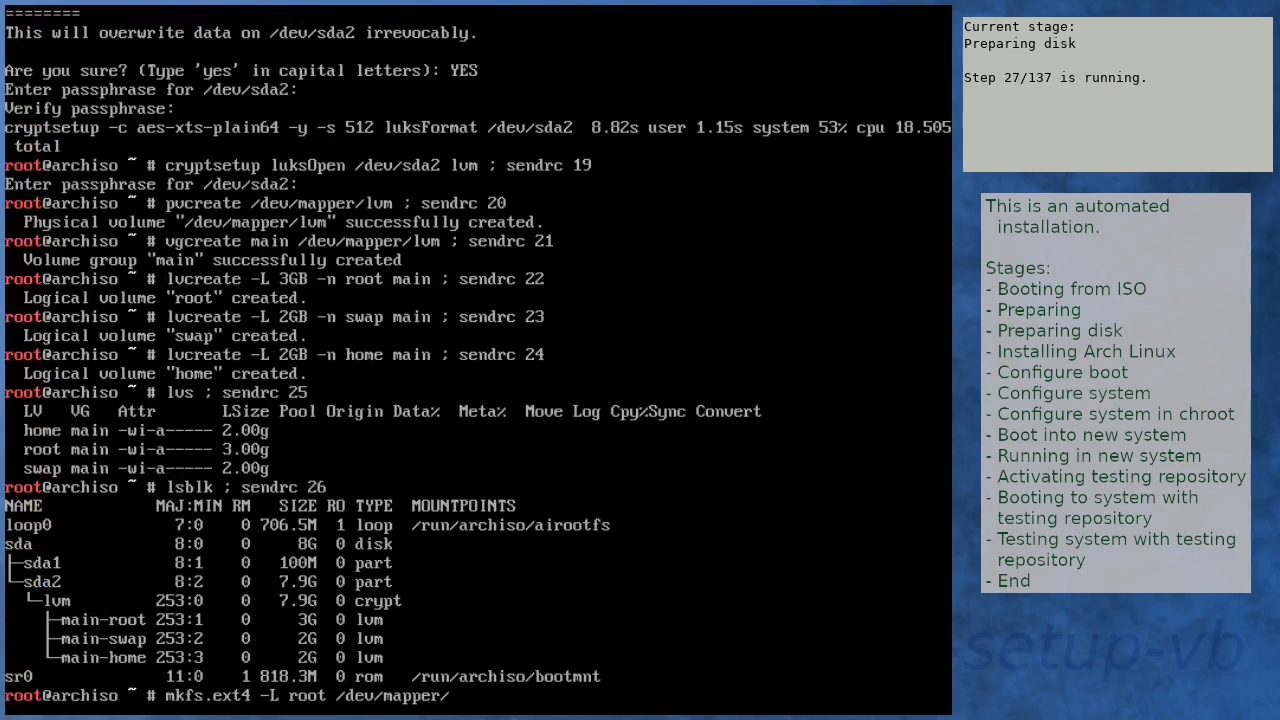 ========
This will overwrite data on /dev/sda2 irrevocably.
Are you sure? (Type 'yes' in capital letters): YES
Enter passphrase for /dev/sda2:
Verify passphrase:
cryptsetup -c aes-xts-plain64 -y -s 512 luksFormat /dev/sda2  8.82s user 1.15s system 53% cpu 18.505
 total
root@archiso ~ # cryptsetup luksOpen /dev/sda2 lvm ; sendrc 19
Enter passphrase for /dev/sda2:
root@archiso ~ # pvcreate /dev/mapper/lvm ; sendrc 20
  Physical volume "/dev/mapper/lvm" successfully created.
root@archiso ~ # vgcreate main /dev/mapper/lvm ; sendrc 21
  Volume group "main" successfully created
root@archiso ~ # lvcreate -L 3GB -n root main ; sendrc 22
  Logical volume "root" created.
root@archiso ~ # lvcreate -L 2GB -n swap main ; sendrc 23
  Logical volume "swap" created.
root@archiso ~ # lvcreate -L 2GB -n home main ; sendrc 24
  Logical volume "home" created.
root@archiso ~ # lvs ; sendrc 25
  LV   VG   Attr       LSize Pool Origin Data%  Meta%  Move Log Cpy%Sync Convert
  home main -wi-a----- 2.00g
  root main -wi-a----- 3.00g
  swap main -wi-a----- 2.00g
root@archiso ~ # lsblk ; sendrc 26
NAME            MAJ:MIN RM   SIZE RO TYPE  MOUNTPOINTS
loop0             7:0    0 706.5M  1 loop  /run/archiso/airootfs
sda               8:0    0     8G  0 disk
├─sda1            8:1    0   100M  0 part
└─sda2            8:2    0   7.9G  0 part
  └─lvm         253:0    0   7.9G  0 crypt
    ├─main-root 253:1    0     3G  0 lvm
    ├─main-swap 253:2    0     2G  0 lvm
    └─main-home 253:3    0     2G  0 lvm
sr0              11:0    1 818.3M  0 rom   /run/archiso/bootmnt
root@archiso ~ # mkfs.ext4 -L root /dev/mapper/
Current stage:
Preparing disk
Step 27/137 is running.
This is an automated
installation.
Stages:
- Booting from ISO
- Preparing
- Preparing disk
- Installing Arch Linux
- Configure boot
- Configure system
- Configure system in chroot
- Boot into new system
- Running in new system
- Activating testing repository
- Booting to system with
testing repository
- Testing system with testing
repository
- End
-setup-vb